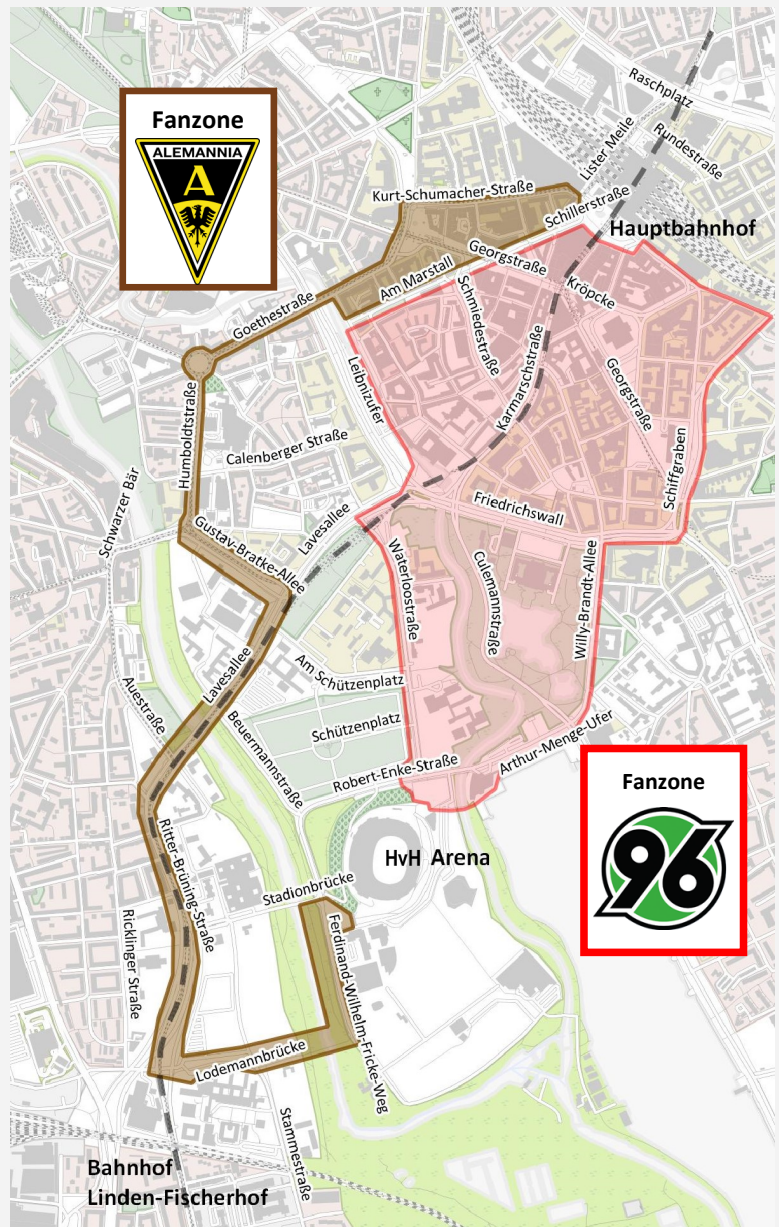 Raschplatz
Fanzone
ALEMANNIA
A
Lister Meile
Rundestraße
Kurt-Schumacher-Straße
Schillerstraße
Hauptbahnhof
Georgstraße
Am Marstall
Kröpcke
Goethestraße
Schmiedestraße
Karmarschstraße
Leibnizufer
Georgstraße
Humboldtstraße
Calenberger Straße
Schiffgraben
Schwarzer Bär
Friedrichswall
Lavesallee
Gustav-Bratke-Allee
Waterloostraße
Culemannstraße
Willy-Brandt-Allee
Lavesallee
Am Schützenplatz
Auestraße
Schützenplatz
Beuermannstraße
Arthur-Menge-Ufer
Robert-Enke-Straße
Fanzone
96
HvH Arena
Ritter-Brüning-Straße
Stadionbrücke
Ricklinger Straße
Ferdinand-Wilhelm-Fricke-Weg
Lodemannbrücke
Stammestraße
Bahnhof
Linden-Fischerhof